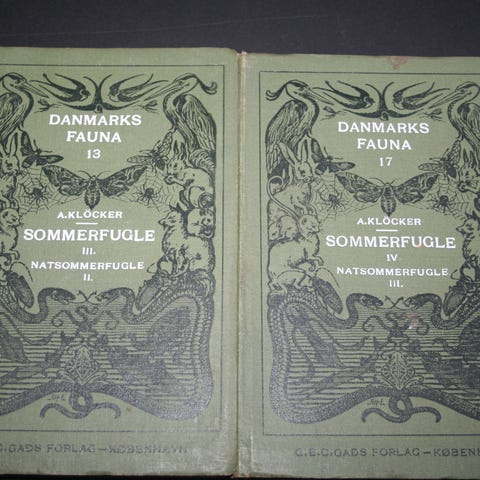 DANMARKS
FAUNA
13
A.KLÖCKER
SOMMERFUGLE
III.
NATSOMMERFUGLE
II.
C.GADS FORLAG—KØBENHAVN
DANMARKS
FAUNA
17
A.KLÖCKER
SOMMERFUGLE
IV
NATSOMMERFUGLE
III.
G.E.C.GADS FORLAG—KØBEN